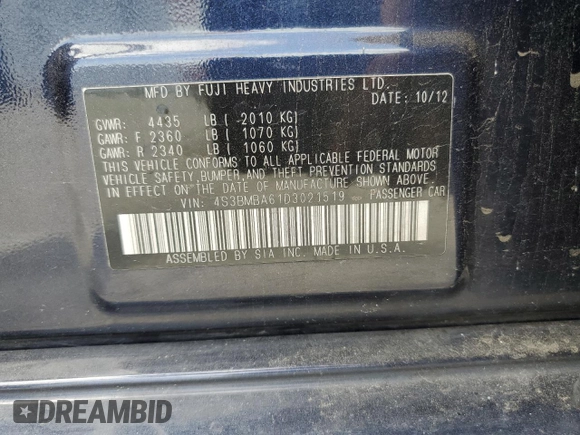 MFD BY FUJI HEAVY INDUSTRIES LTD.
DATE: 10/12
GVWR: 4435 LB ( 2010 KG)
GAWR: F 2360 LB ( 1070 KG)
GAWR: R 2340 LB ( 1060 KG)
THIS VEHICLE CONFORMS TO ALL APPLICABLE FEDERAL MOTOR
VEHICLE SAFETY, BUMPER, AND THEFT PREVENTION STANDARDS
IN EFFECT ON THE DATE OF MANUFACTURE SHOWN ABOVE.
VIN: 4S3BMBA61D3021519 PASSENGER CAR
ASSEMBLED BY SIA INC. MADE IN U.S.A.
DREAMBID